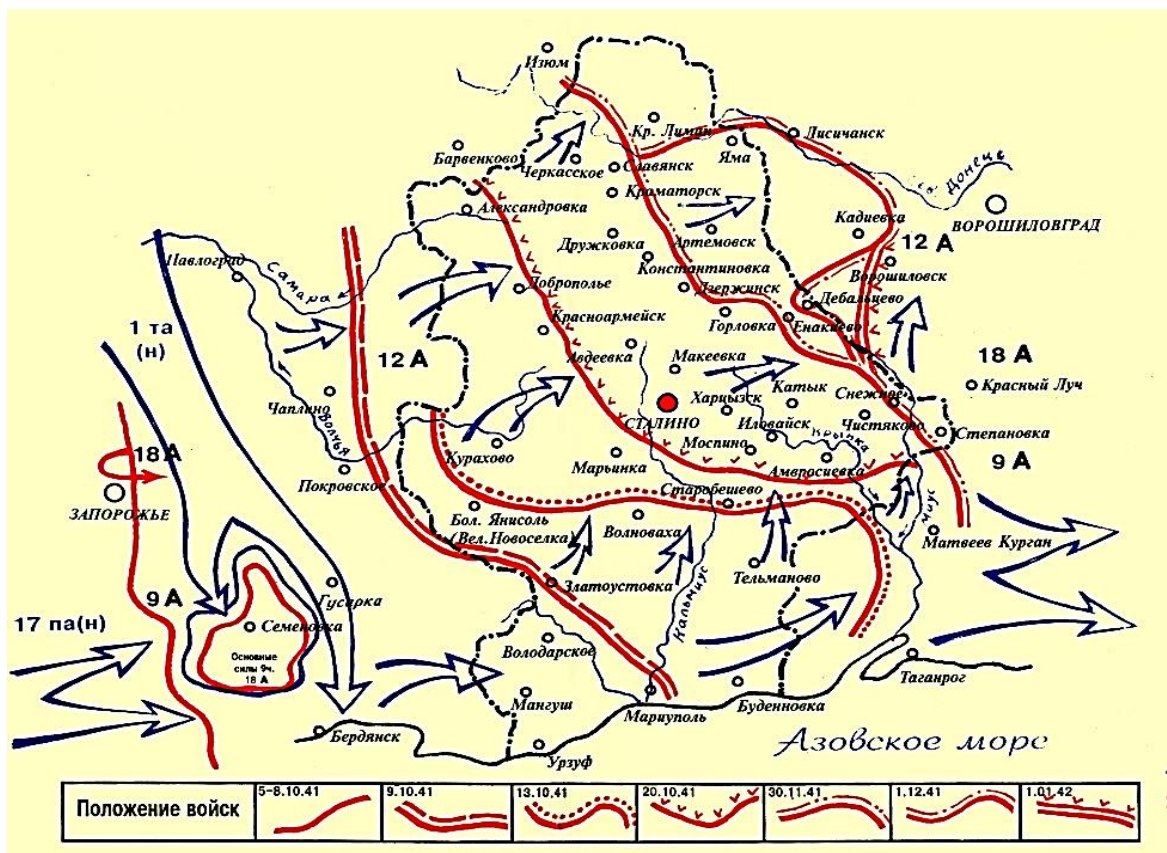 Изюм
Кр. Лиман
Лисичанск
Яма
Барвенково
Черкасское
Славянск
св. Донец
Краматорск
Александровка
Кадиевка
ВОРОШИЛОВГРАД
12 А
Дружковка
Артемовск
Павлоград
Самара
Константиновка
Ворошиловск
Доброполье
Дзержинск
Дебальцево
1 та
(н)
Красноармейск
Горловка
Енакиево
12 А
Авдеевка
Макеевка
18 А
Красный Луч
Катык
Снежное
Чаплино
Харцызск
Волчья
СТАЛИНО
Иловайск
Крынка
Чистяково
Степановка
18 А
Курахово
Марьинка
Моспино
Амвросиевка
9 А
Покровское
Старобешево
Миус
ЗАПОРОЖЬЕ
Бол. Янисоль
(Вел. Новоселка)
Волноваха
Матвеев Курган
Златоустовка
Тельманово
Кальмиус
9 А
Гусарка
17 па(н)
Семеновка
Основные
силы 9ч.
18 А
Володарское
Таганрог
Мангуш
Мариуполь
Буденновка
Бердянск
Урзуф
Азовское море
Положение войск
5–8.10.41
9.10.41
13.10.41
20.10.41
30.11.41
1.12.41
1.01.42